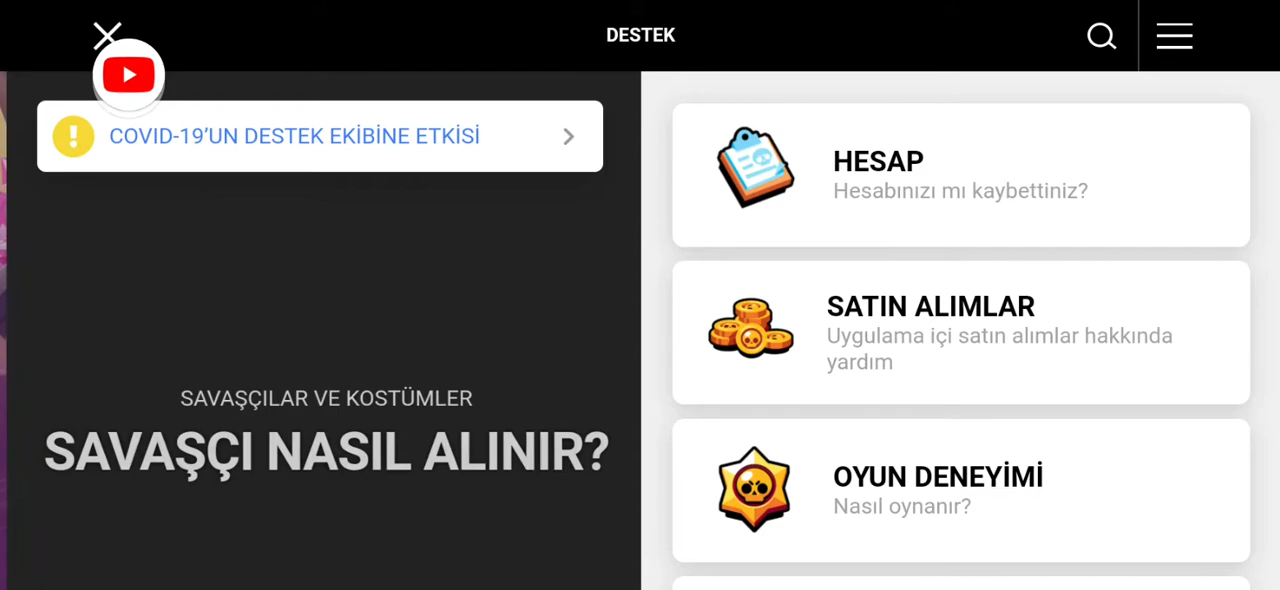 DESTEK
COVID-19’UN DESTEK EKİBİNE ETKİSİ
SAVAŞÇILAR VE KOSTÜMLER
SAVAŞÇI NASIL ALINIR?
HESAP
Hesabınızı mı kaybettiniz?
SATIN ALIMLAR
Uygulama içi satın alımlar hakkında
yardım
OYUN DENEYİMİ
Nasıl oynanır?